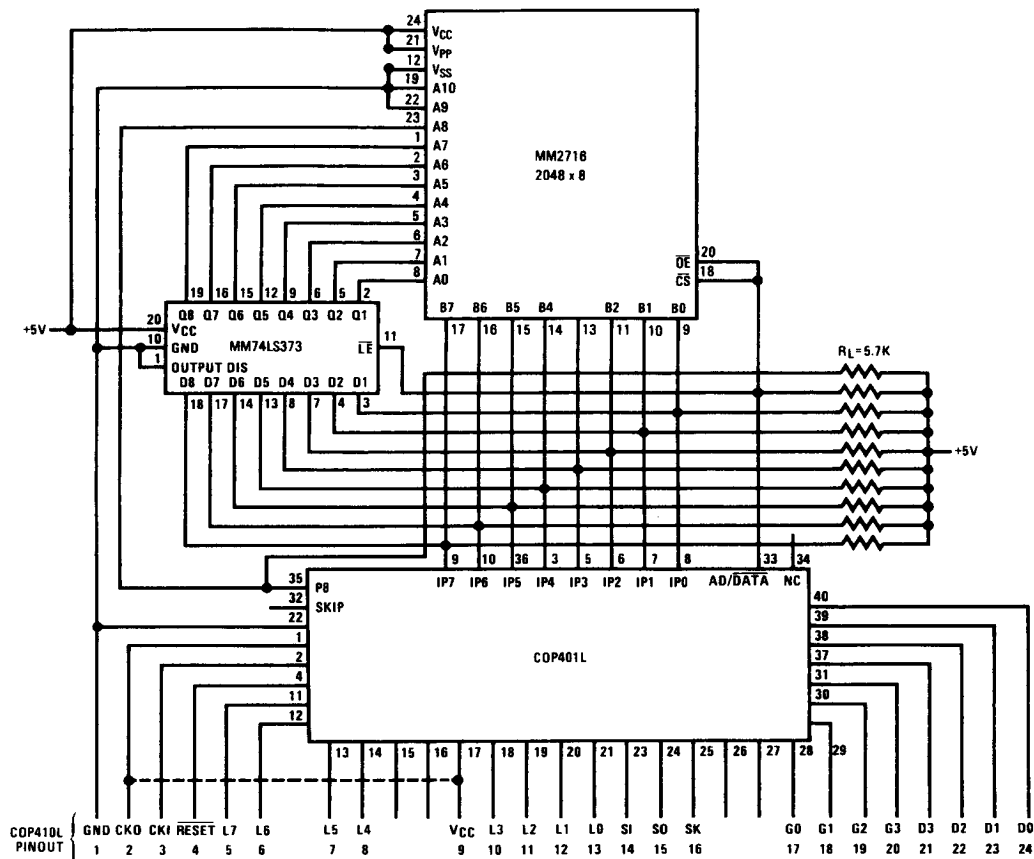 24 VCC
21 VPP
12 VSS
19 A10
22 A9
23 A8
1 A7
2 A6
3 A5
4 A4
5 A3
6 A2
7 A1
8 A0
MM2716
2048 x 8
OE 20
CS 18
B7 B6 B5 B4 B2 B1 B0
17 16 15 14 13 11 10 9
19 16 15 12 9 6 5 2
Q8 Q7 Q6 Q5 Q4 Q3 Q2 Q1
+5V
20 VCC
10 GND
1 OUTPUT DIS
MM74LS373
LE 11
D8 D7 D6 D5 D4 D3 D2 D1
18 17 14 13 8 7 4 3
RL=5.7K
+5V
9 10 36 3 5 6 7 8 33 34
IP7 IP6 IP5 IP4 IP3 IP2 IP1 IP0 AD/DATA NC
35 P8
32 SKIP
22
1
2
4
11
12
COP401L
40
39
38
37
31
30
13 14 15 16 17 18 19 20 21 23 24 25 26 27 28 29
COP410L
PINOUT
GND CKO CKI RESET L7 L6 L5 L4 VCC L3 L2 L1 L0 SI SO SK G0 G1 G2 G3 D3 D2 D1 D0
1 2 3 4 5 6 7 8 9 10 11 12 13 14 15 16 17 18 19 20 21 22 23 24